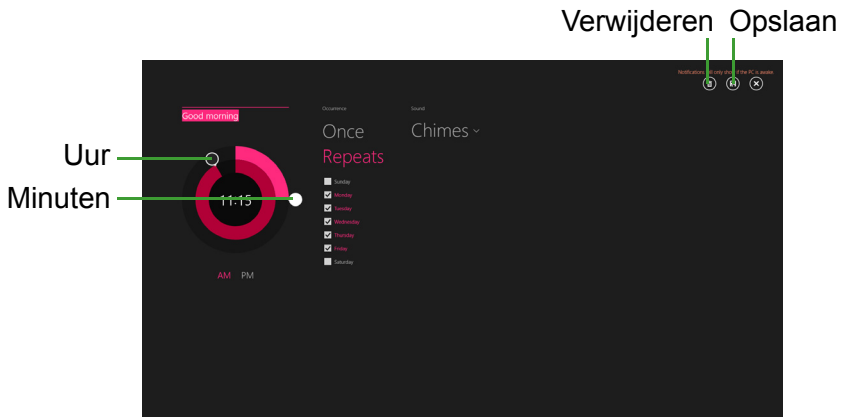 Verwijderen Opslaan
Notifications will only show if the PC is awake.
Good morning
Occurrence
Sound
Once
Chimes
Repeats
Uur
Minuten
11:15
Sunday
Monday
Tuesday
Wednesday
Thursday
Friday
Saturday
AM PM